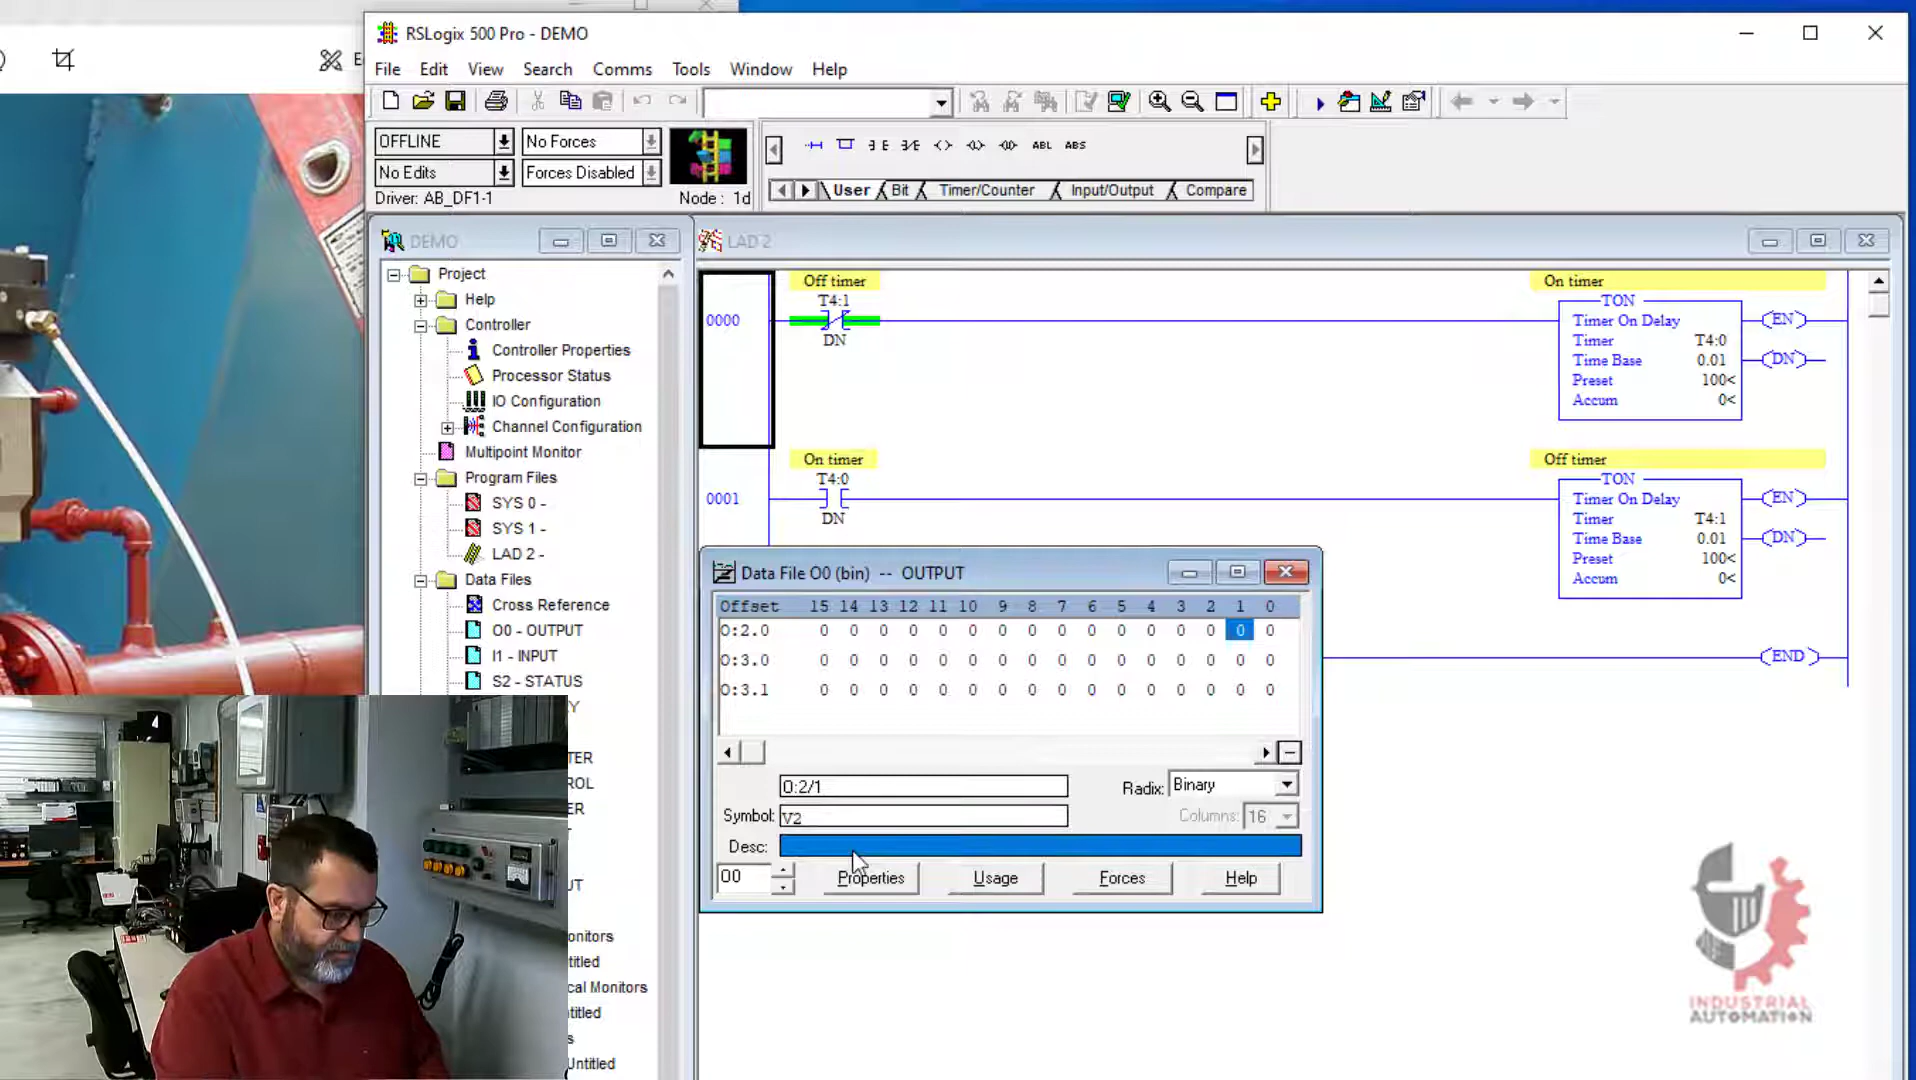 RSLogix 500 Pro - DEMO
File Edit View Search Comms Tools Window Help
OFFLINE No Forces
No Edits Forces Disabled
Driver: AB_DF1-1 Node: 1d
ABL ABS
User Bit Timer/Counter Input/Output Compare
DEMO
Project
Help
Controller
Controller Properties
Processor Status
IO Configuration
Channel Configuration
Multipoint Monitor
Program Files
SYS 0 -
SYS 1 -
LAD 2 -
Data Files
Cross Reference
O0 - OUTPUT
I1 - INPUT
S2 - STATUS
LAD 2
Off timer
T4:1
0000
DN
On timer
TON
Timer On Delay
Timer T4:0
Time Base 0.01
Preset 100<
Accum 0<
EN
DN
On timer
T4:0
0001
DN
Off timer
TON
Timer On Delay
Timer T4:1
Time Base 0.01
Preset 100<
Accum 0<
EN
DN
END
Data File O0 (bin) -- OUTPUT
Offset 15 14 13 12 11 10 9 8 7 6 5 4 3 2 1 0
O:2.0 0 0 0 0 0 0 0 0 0 0 0 0 0 0 0 0
O:3.0 0 0 0 0 0 0 0 0 0 0 0 0 0 0 0 0
O:3.1 0 0 0 0 0 0 0 0 0 0 0 0 0 0 0 0
O:2/1 Radix: Binary
Symbol: V2 Columns: 16
Desc:
O0 Properties Usage Forces Help
INDUSTRIAL
AUTOMATION